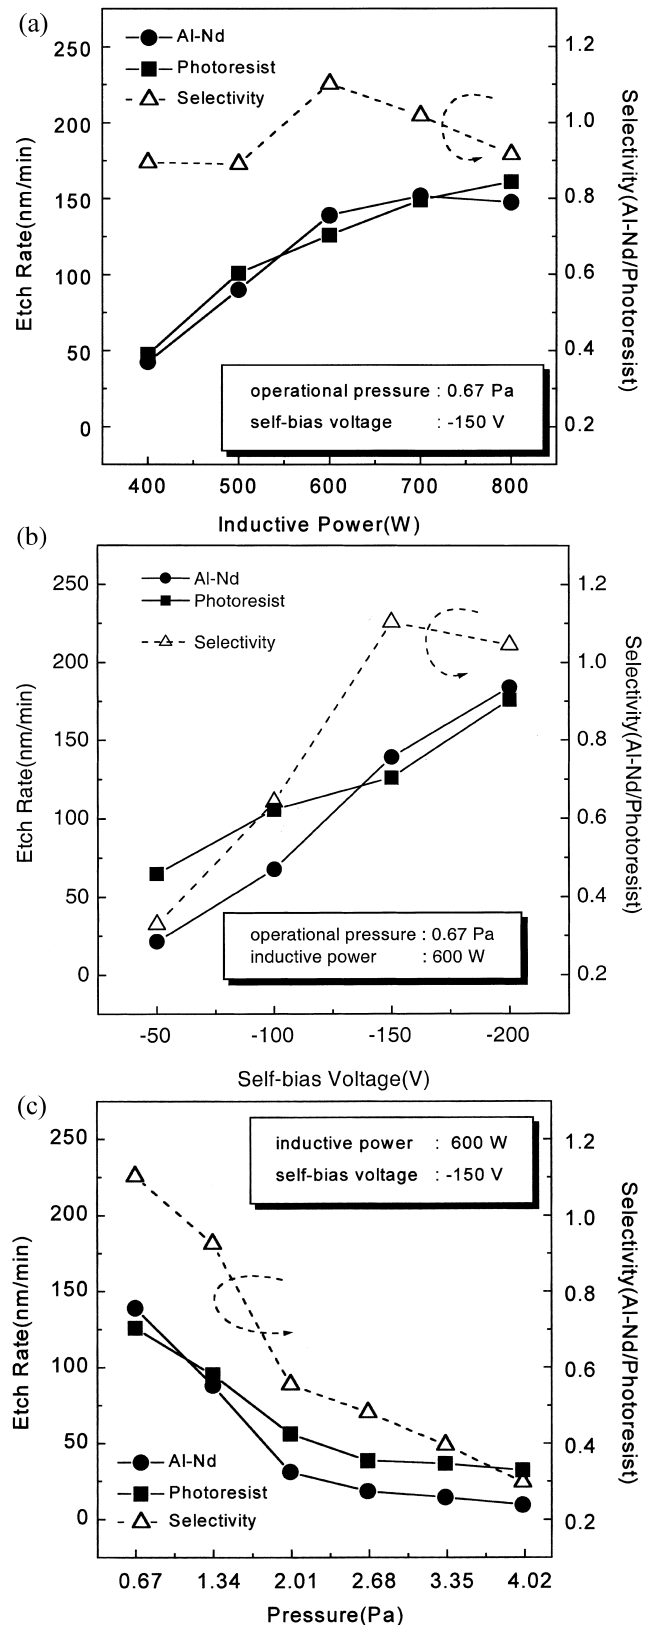 (a)
Al-Nd
Photoresist
Selectivity
250
200
150
100
50
0
Etch Rate(nm/min)
1.2
1.0
0.8
0.6
0.4
0.2
Selectivity(Al-Nd/Photoresist)
operational pressure : 0.67 Pa
self-bias voltage : -150 V
400 500 600 700 800
Inductive Power(W)
(b)
Al-Nd
Photoresist
Selectivity
250
200
150
100
50
0
Etch Rate(nm/min)
1.2
1.0
0.8
0.6
0.4
0.2
Selectivity(Al-Nd/Photoresist)
operational pressure : 0.67 Pa
inductive power : 600 W
-50 -100 -150 -200
Self-bias Voltage(V)
(c)
inductive power : 600 W
self-bias voltage : -150 V
250
200
150
100
50
0
Etch Rate(nm/min)
1.2
1.0
0.8
0.6
0.4
0.2
Selectivity(Al-Nd/Photoresist)
Al-Nd
Photoresist
Selectivity
0.67 1.34 2.01 2.68 3.35 4.02
Pressure(Pa)